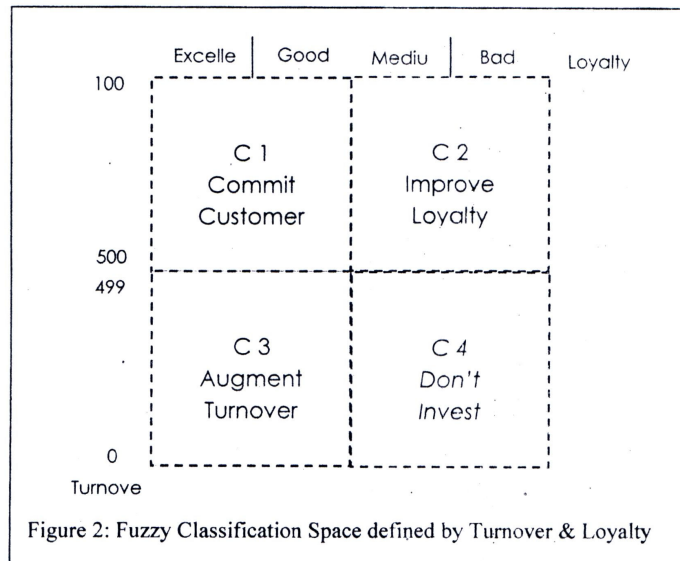 Excelle Good Mediu Bad Loyalty
100
C 1 C 2
Commit Improve
Customer Loyalty
500
499
C 3 C 4
Augment Don't
Turnover Invest
0
Turnove
Figure 2: Fuzzy Classification Space defined by Turnover & Loyalty